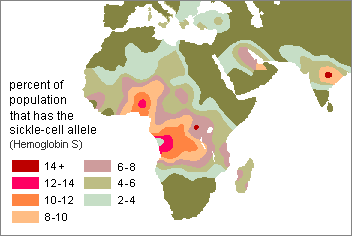 percent of
population
that has the
sickle-cell allele
(Hemoglobin S)
14+
12-14
10-12
8-10
6-8
4-6
2-4